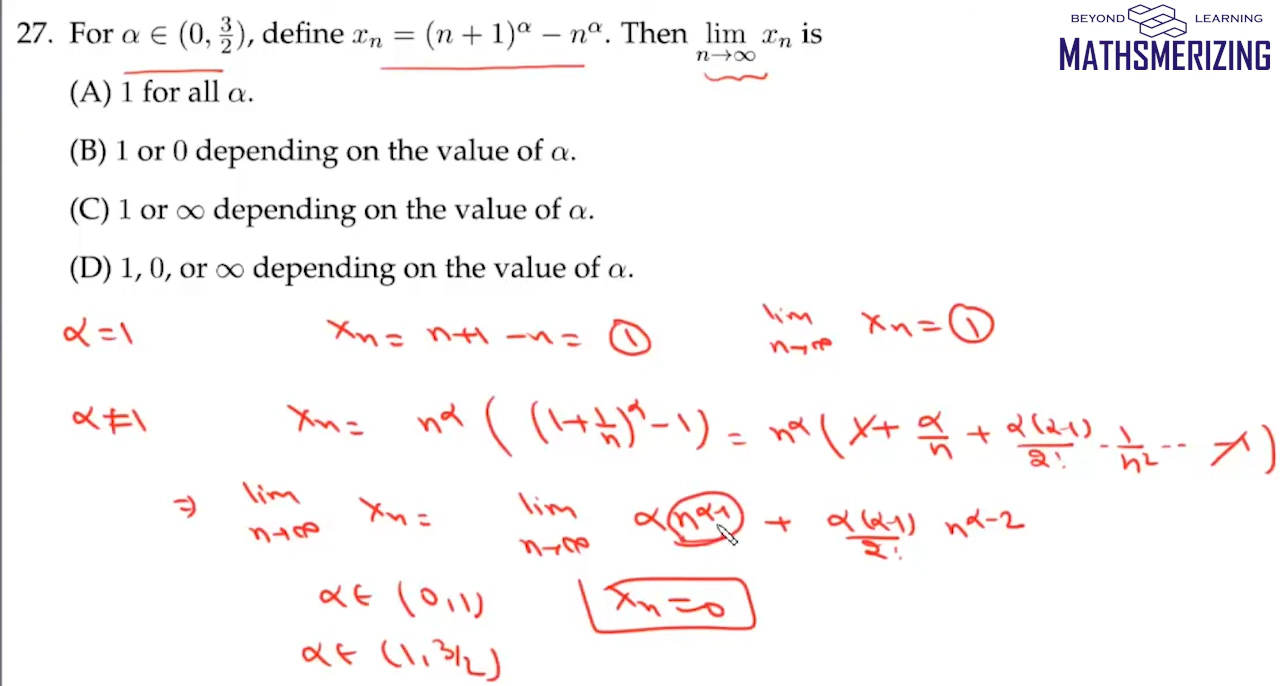 BEYOND LEARNING
MATHSMERIZING
27. For α ∈ (0, 3/2), define xₙ = (n + 1)^α − n^α. Then lim_{n→∞} xₙ is
(A) 1 for all α.
(B) 1 or 0 depending on the value of α.
(C) 1 or ∞ depending on the value of α.
(D) 1, 0, or ∞ depending on the value of α.
α = 1 xₙ = n+1 − n = 1 lim_{n→∞} xₙ = 1
α ≠ 1 xₙ = n^α ( (1 + 1/n)^α − 1 ) = n^α ( 1 + α/n + α(α−1)/2! · 1/n² ... − 1 )
⇒ lim_{n→∞} xₙ = lim_{n→∞} α n^{α−1} + α(α−1)/2! n^{α−2}
α ∈ (0, 1) xₙ = 0
α ∈ (1, 3/2)